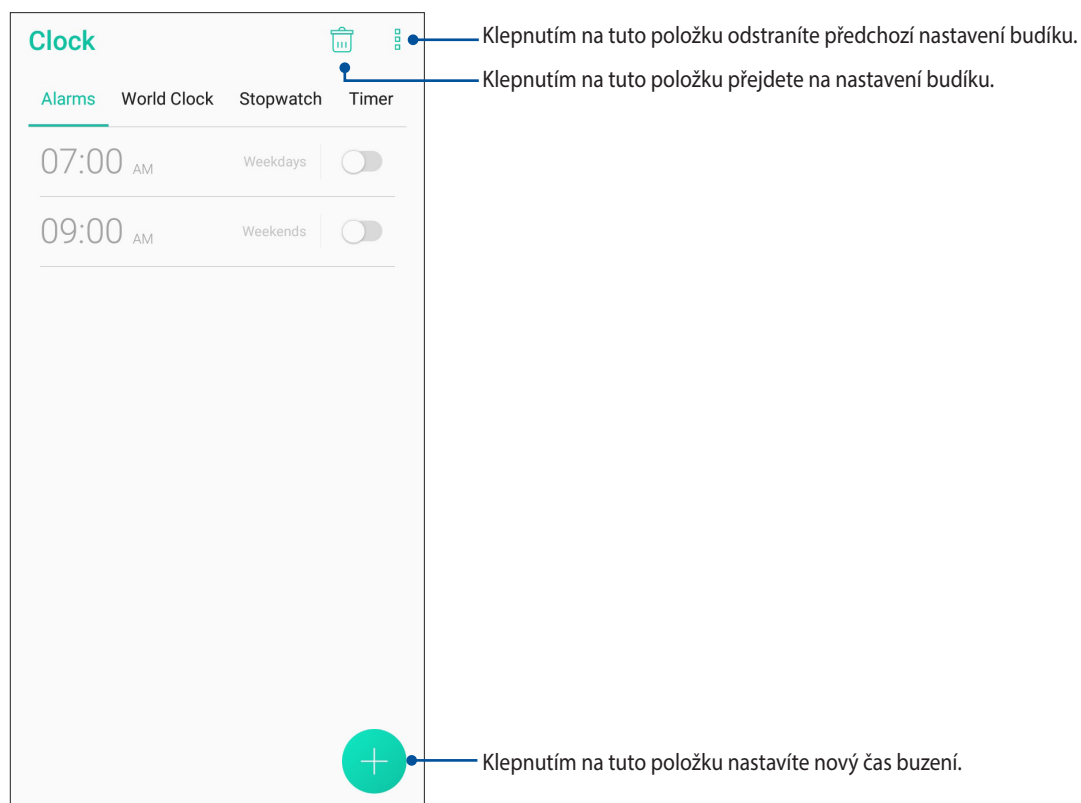 Clock
Klepnutím na tuto položku odstraníte předchozí nastavení budíku.
Klepnutím na tuto položku přejdete na nastavení budíku.
Alarms World Clock Stopwatch Timer
07:00 AM Weekdays
09:00 AM Weekends
Klepnutím na tuto položku nastavíte nový čas buzení.